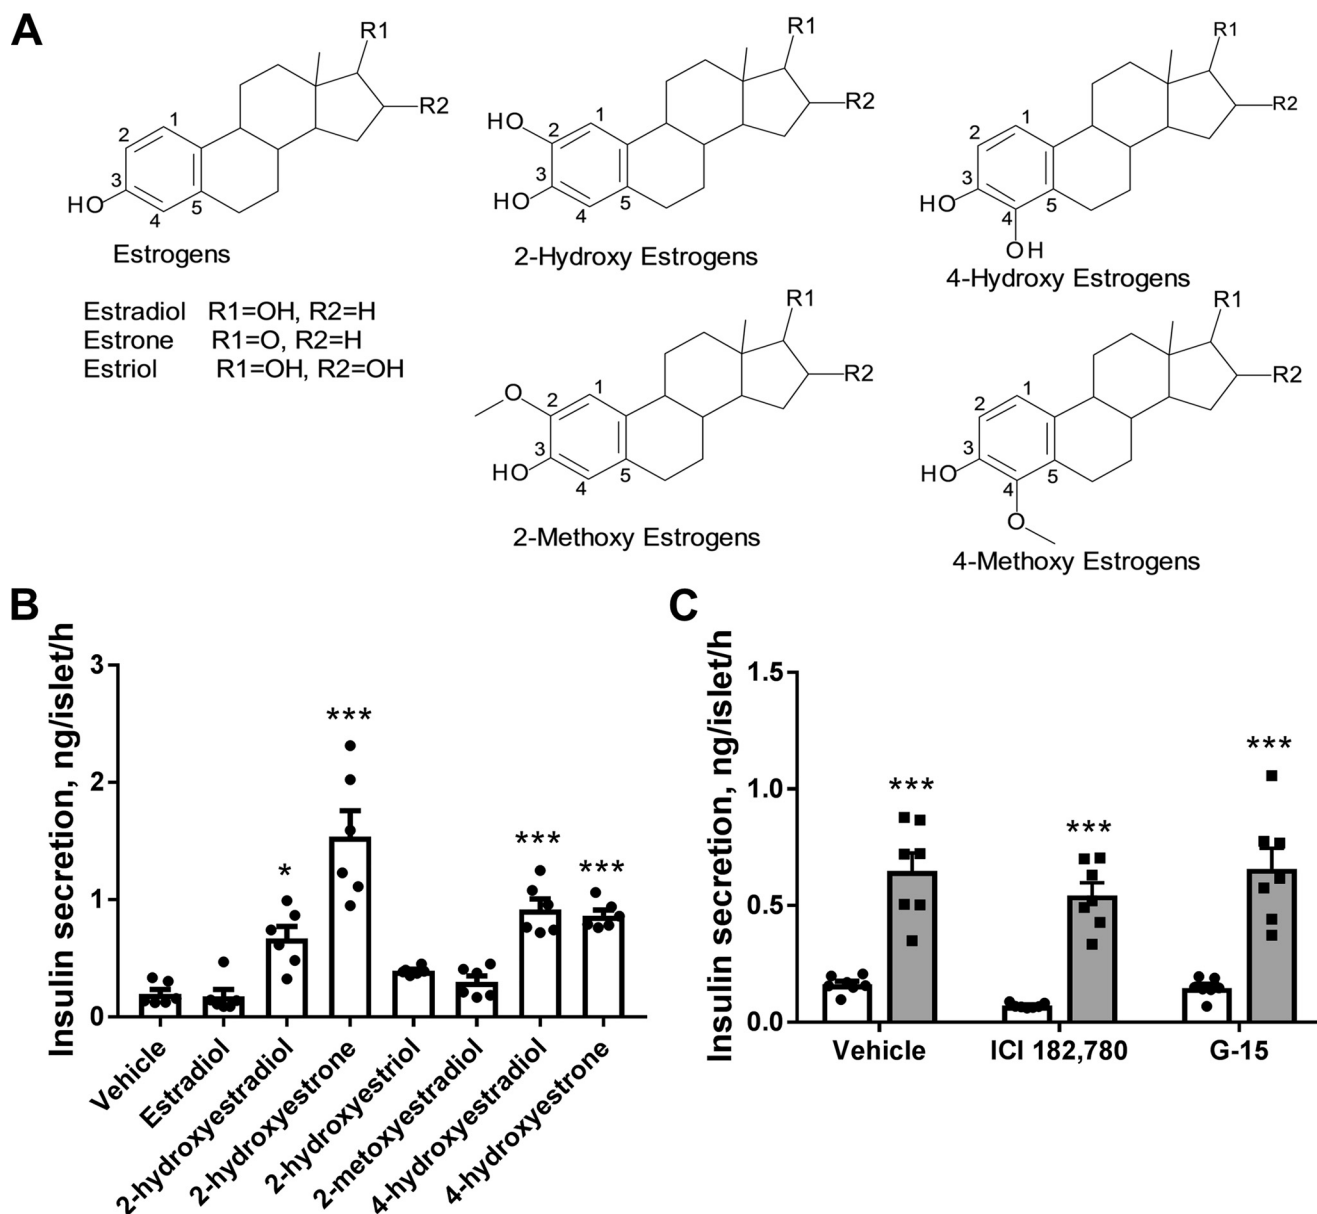 A
R1
R2
1
2
3
4
5
HO
Estrogens
Estradiol R1=OH, R2=H
Estrone R1=O, R2=H
Estriol R1=OH, R2=OH
R1
R2
HO
HO
1
2
3
4
5
2-Hydroxy Estrogens
R1
R2
1
2
3
4
5
HO
OH
4-Hydroxy Estrogens
R1
R2
O
HO
1
2
3
4
5
2-Methoxy Estrogens
R1
R2
1
2
3
4
5
HO
O
4-Methoxy Estrogens
B
Insulin secretion, ng/islet/h
3
2
1
0
*
***
***
***
Vehicle
Estradiol
2-hydroxyestradiol
2-hydroxyestrone
2-hydroxyestriol
2-metoxyestradiol
4-hydroxyestradiol
4-hydroxyestrone
C
Insulin secretion, ng/islet/h
1.5
1.0
0.5
0.0
***
***
***
Vehicle
ICI 182,780
G-15